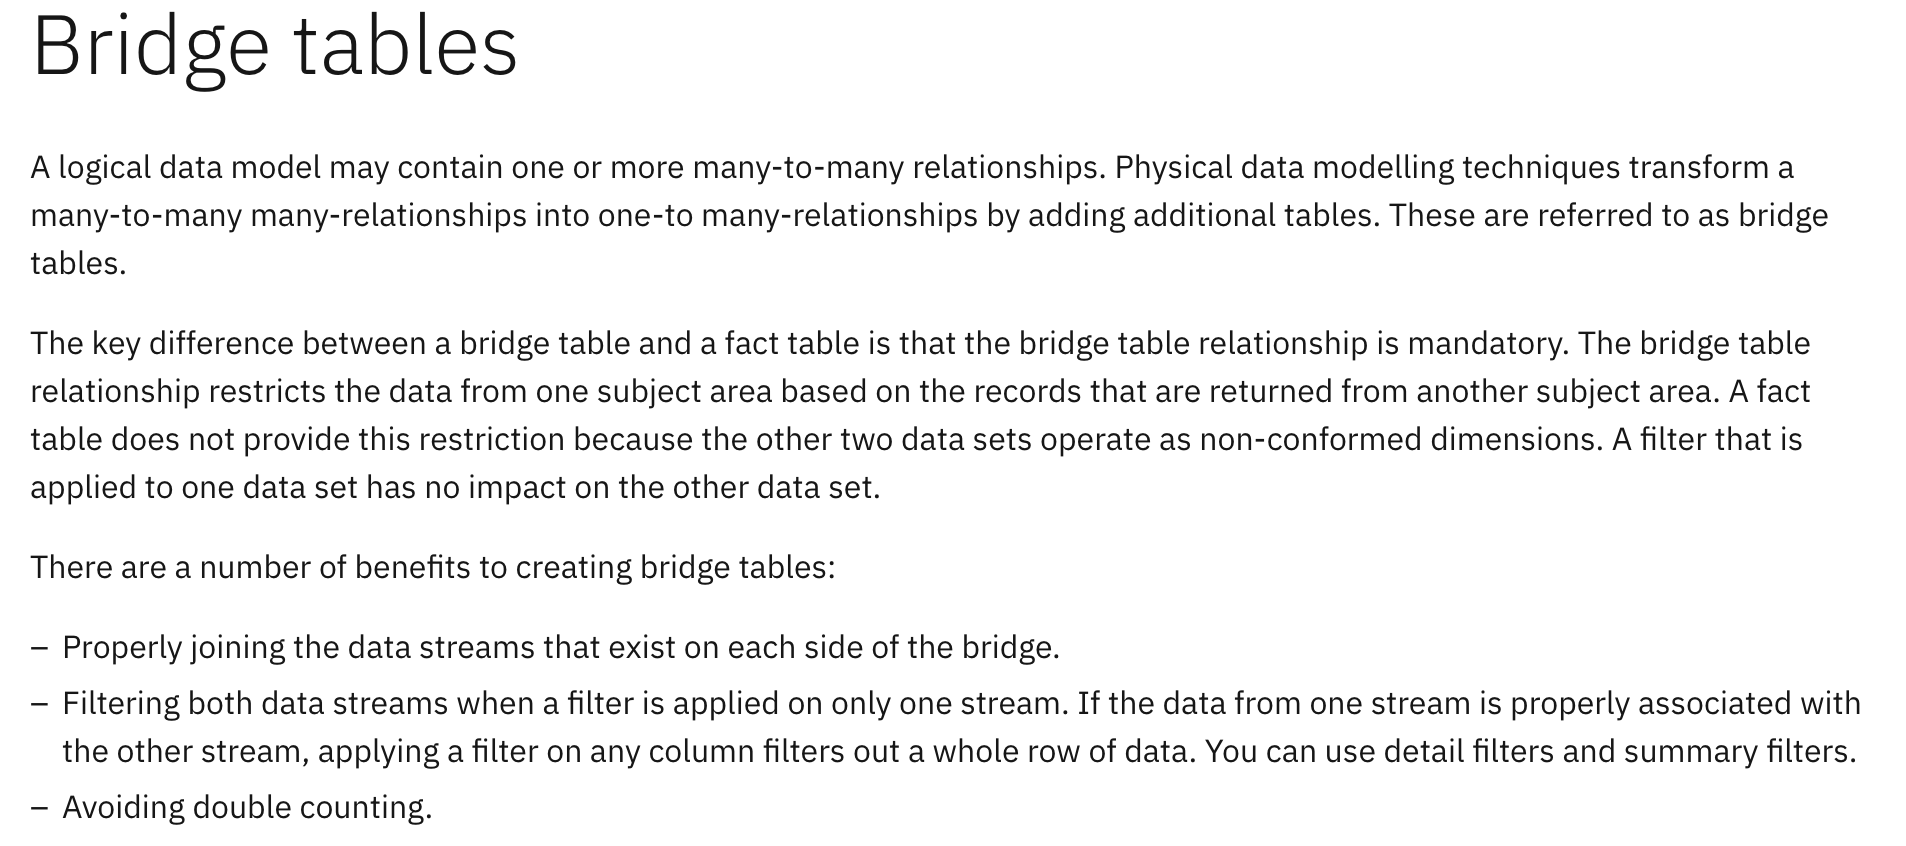 Bridge tables
A logical data model may contain one or more many-to-many relationships. Physical data modelling techniques transform a
many-to-many many-relationships into one-to many-relationships by adding additional tables. These are referred to as bridge
tables.
The key difference between a bridge table and a fact table is that the bridge table relationship is mandatory. The bridge table
relationship restricts the data from one subject area based on the records that are returned from another subject area. A fact
table does not provide this restriction because the other two data sets operate as non-conformed dimensions. A filter that is
applied to one data set has no impact on the other data set.
There are a number of benefits to creating bridge tables:
– Properly joining the data streams that exist on each side of the bridge.
– Filtering both data streams when a filter is applied on only one stream. If the data from one stream is properly associated with
the other stream, applying a filter on any column filters out a whole row of data. You can use detail filters and summary filters.
– Avoiding double counting.